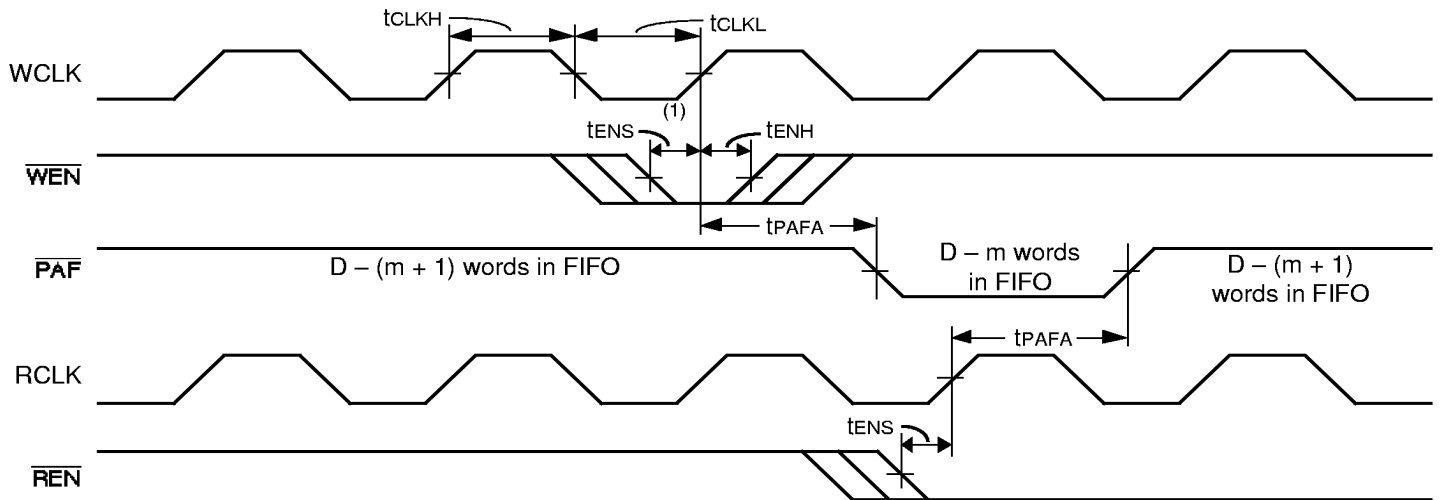 tCLKH
tCLKL
WCLK
(1)
tENS
tENH
WEN
tPAFA
PAF
D – (m + 1) words in FIFO
D – m words
in FIFO
D – (m + 1)
words in FIFO
tPAFA
RCLK
tENS
REN